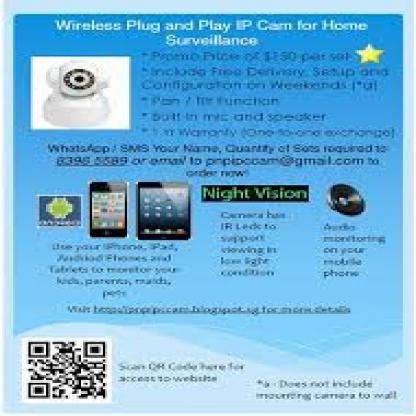 Wireless Plug and Play IP Cam for Home
Surveillance
* Promo Price of $150 per set
* Include Free Delivery, Setup and
Configuration on Weekends (*a)
* Pan / Tilt Function
* Built in mic and speaker
* 1 Yr Warranty (One-to-one exchange)
WhatsApp / SMS Your Name, Quantity of Sets required to
8396 5589 or email to pnpipccam@gmail.com to
order now!
Night Vision
android
Use your iPhone, iPad,
Android Phones and
Tablets to monitor your
kids, parents, maids,
pets
Camera has
IR Leds to
support
viewing in
low light
condition
Audio
monitoring
on your
mobile
phone
Visit http://pnpipccam.blogspot.sg for more details
Scan QR Code here for
access to website
*a - Does not include
mounting camera to wall